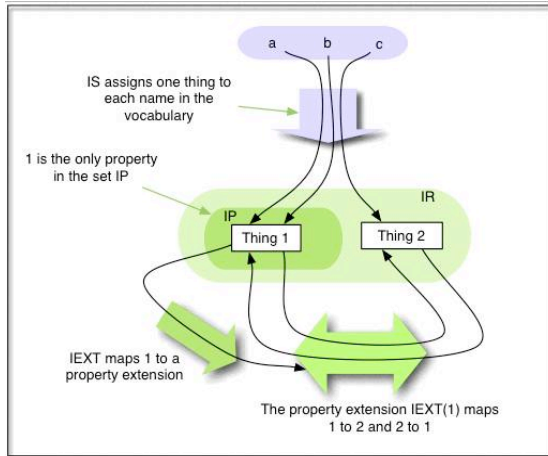 a b c
IS assigns one thing to
each name in the
vocabulary
1 is the only property
in the set IP
IR
IP
Thing 1
Thing 2
IEXT maps 1 to a
property extension
The property extension IEXT(1) maps
1 to 2 and 2 to 1